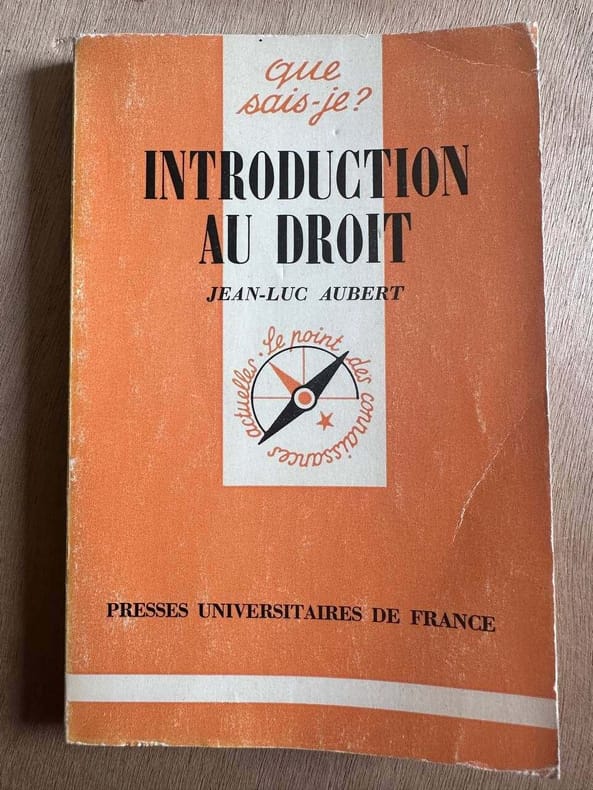 que
sais-je?
INTRODUCTION
AU DROIT
JEAN-LUC AUBERT
Le point des connaissances actuelles.
PRESSES UNIVERSITAIRES DE FRANCE